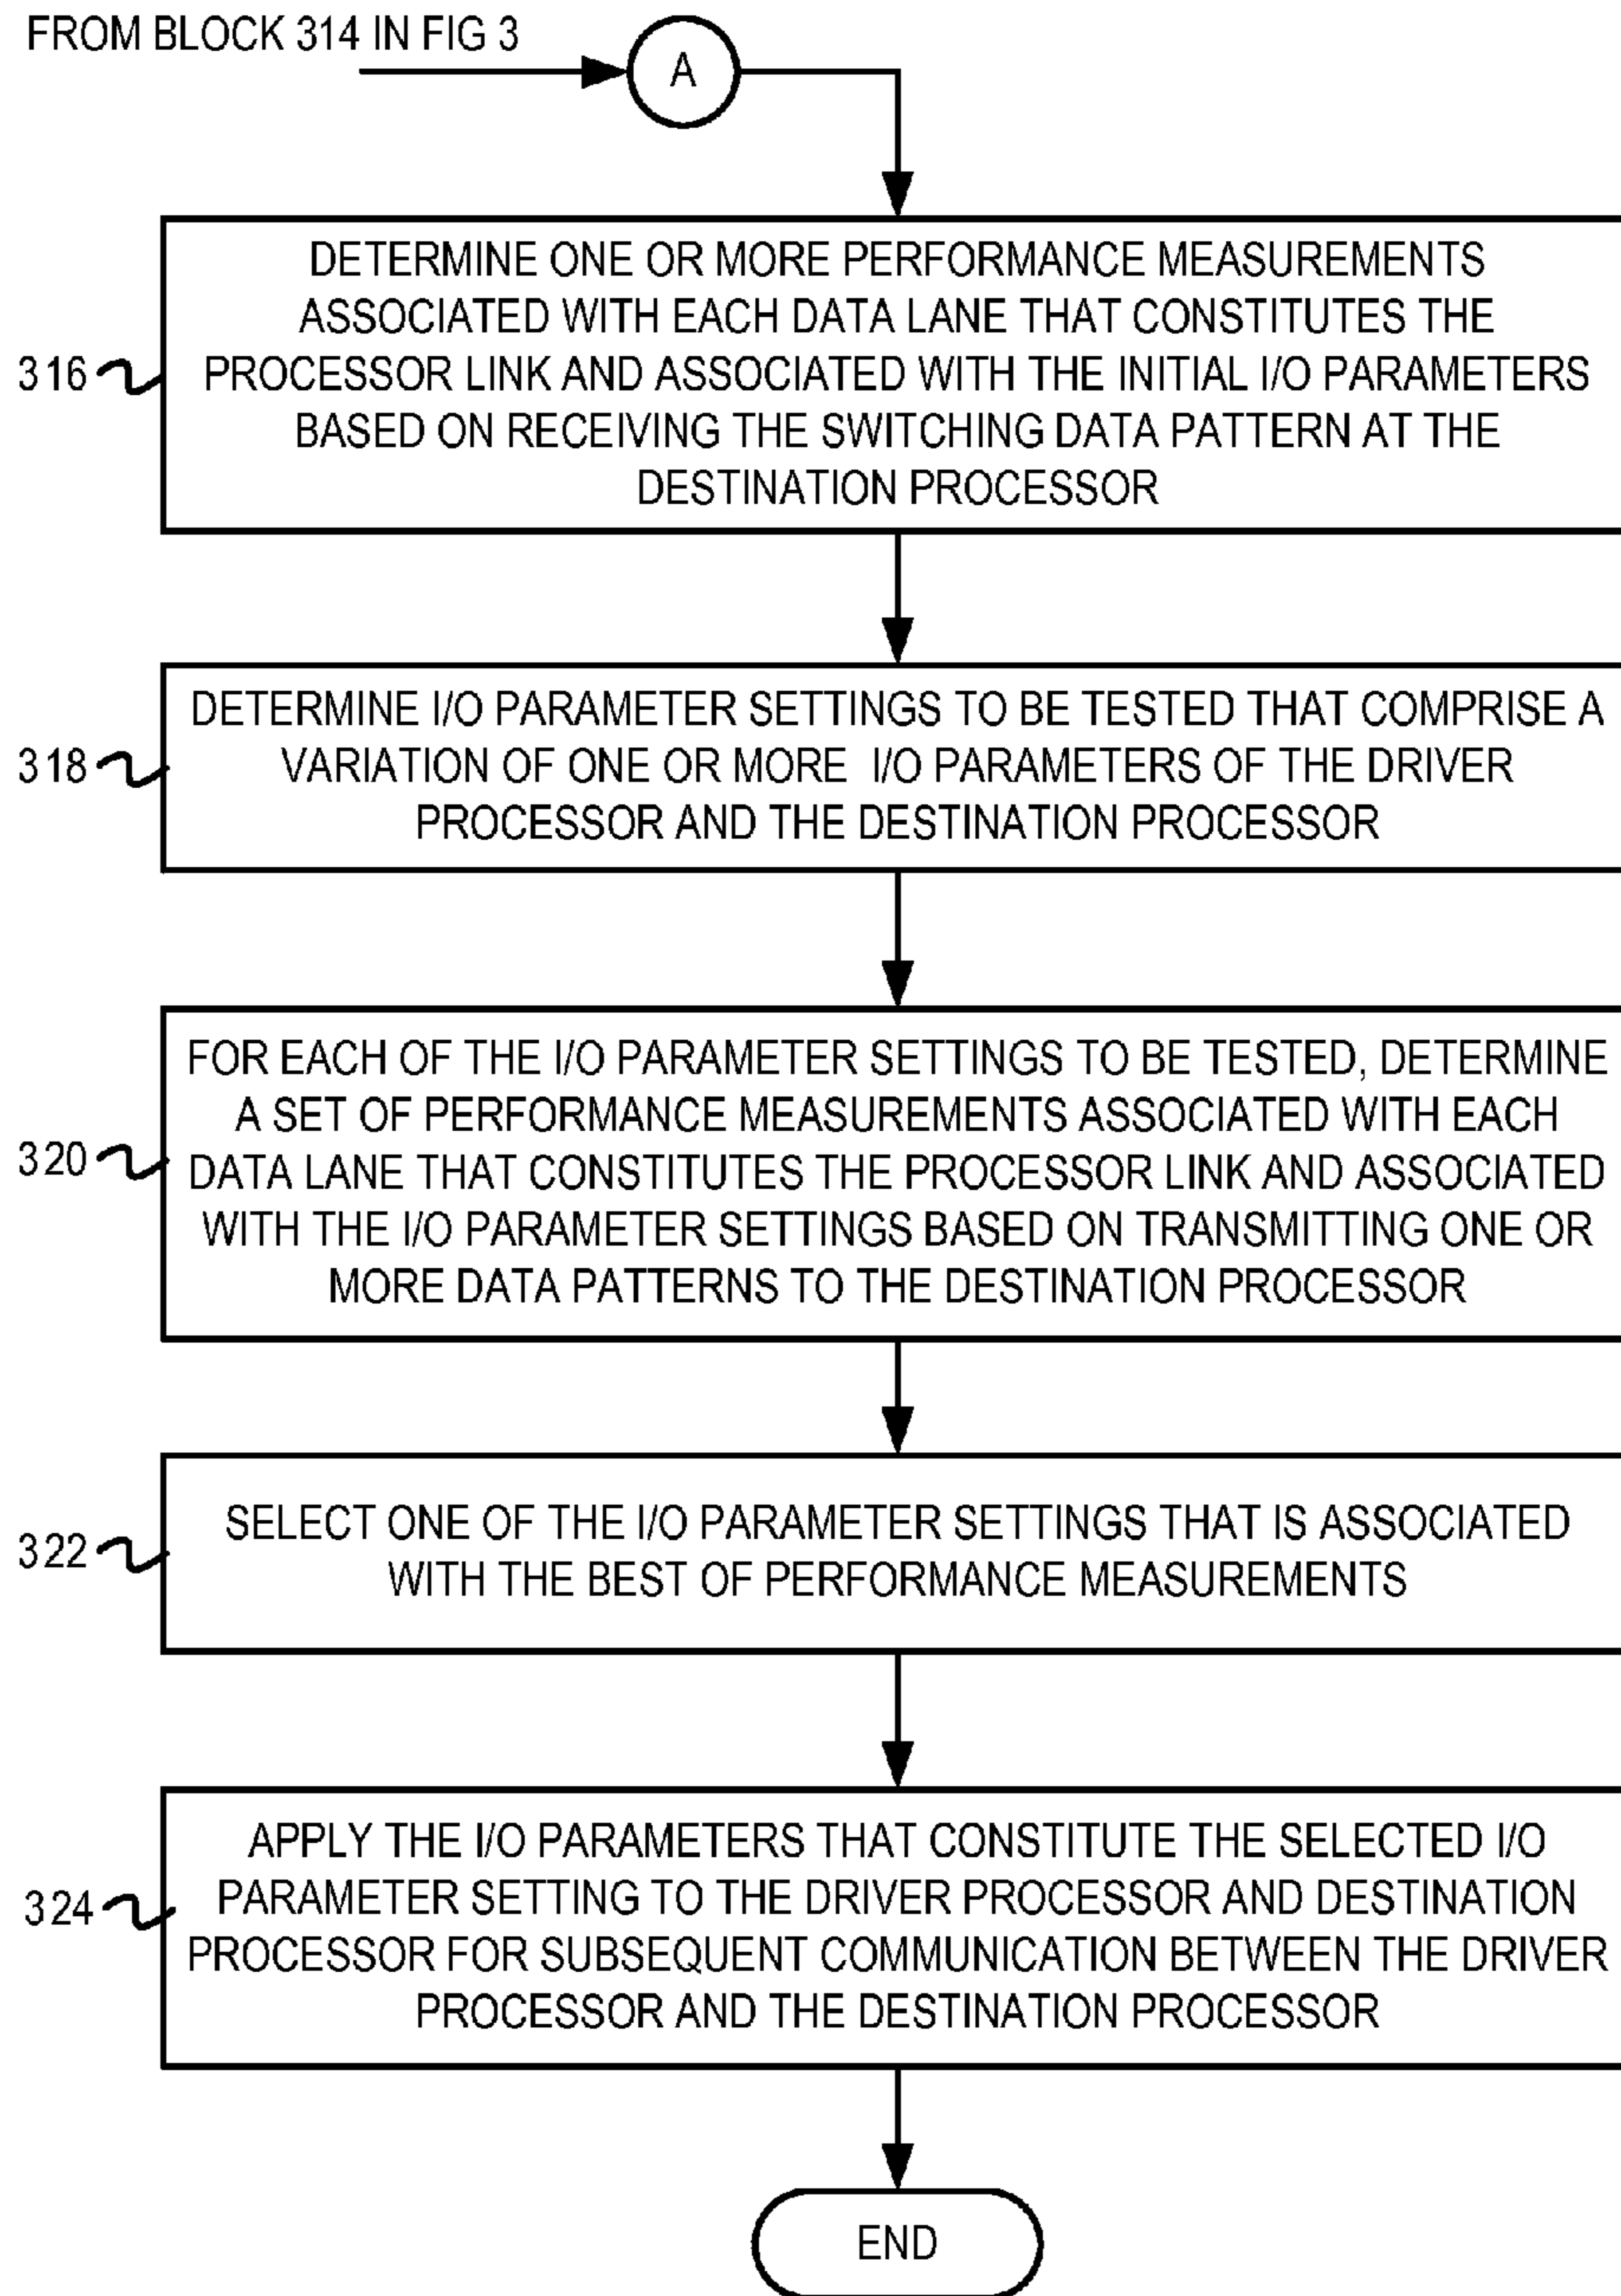 FROM BLOCK 314 IN FIG 3
A
DETERMINE ONE OR MORE PERFORMANCE MEASUREMENTS
ASSOCIATED WITH EACH DATA LANE THAT CONSTITUTES THE
PROCESSOR LINK AND ASSOCIATED WITH THE INITIAL I/O PARAMETERS
BASED ON RECEIVING THE SWITCHING DATA PATTERN AT THE
DESTINATION PROCESSOR
316
DETERMINE I/O PARAMETER SETTINGS TO BE TESTED THAT COMPRISE A
VARIATION OF ONE OR MORE I/O PARAMETERS OF THE DRIVER
PROCESSOR AND THE DESTINATION PROCESSOR
318
FOR EACH OF THE I/O PARAMETER SETTINGS TO BE TESTED, DETERMINE
A SET OF PERFORMANCE MEASUREMENTS ASSOCIATED WITH EACH
DATA LANE THAT CONSTITUTES THE PROCESSOR LINK AND ASSOCIATED
WITH THE I/O PARAMETER SETTINGS BASED ON TRANSMITTING ONE OR
MORE DATA PATTERNS TO THE DESTINATION PROCESSOR
320
SELECT ONE OF THE I/O PARAMETER SETTINGS THAT IS ASSOCIATED
WITH THE BEST OF PERFORMANCE MEASUREMENTS
322
APPLY THE I/O PARAMETERS THAT CONSTITUTE THE SELECTED I/O
PARAMETER SETTING TO THE DRIVER PROCESSOR AND DESTINATION
PROCESSOR FOR SUBSEQUENT COMMUNICATION BETWEEN THE DRIVER
PROCESSOR AND THE DESTINATION PROCESSOR
324
END